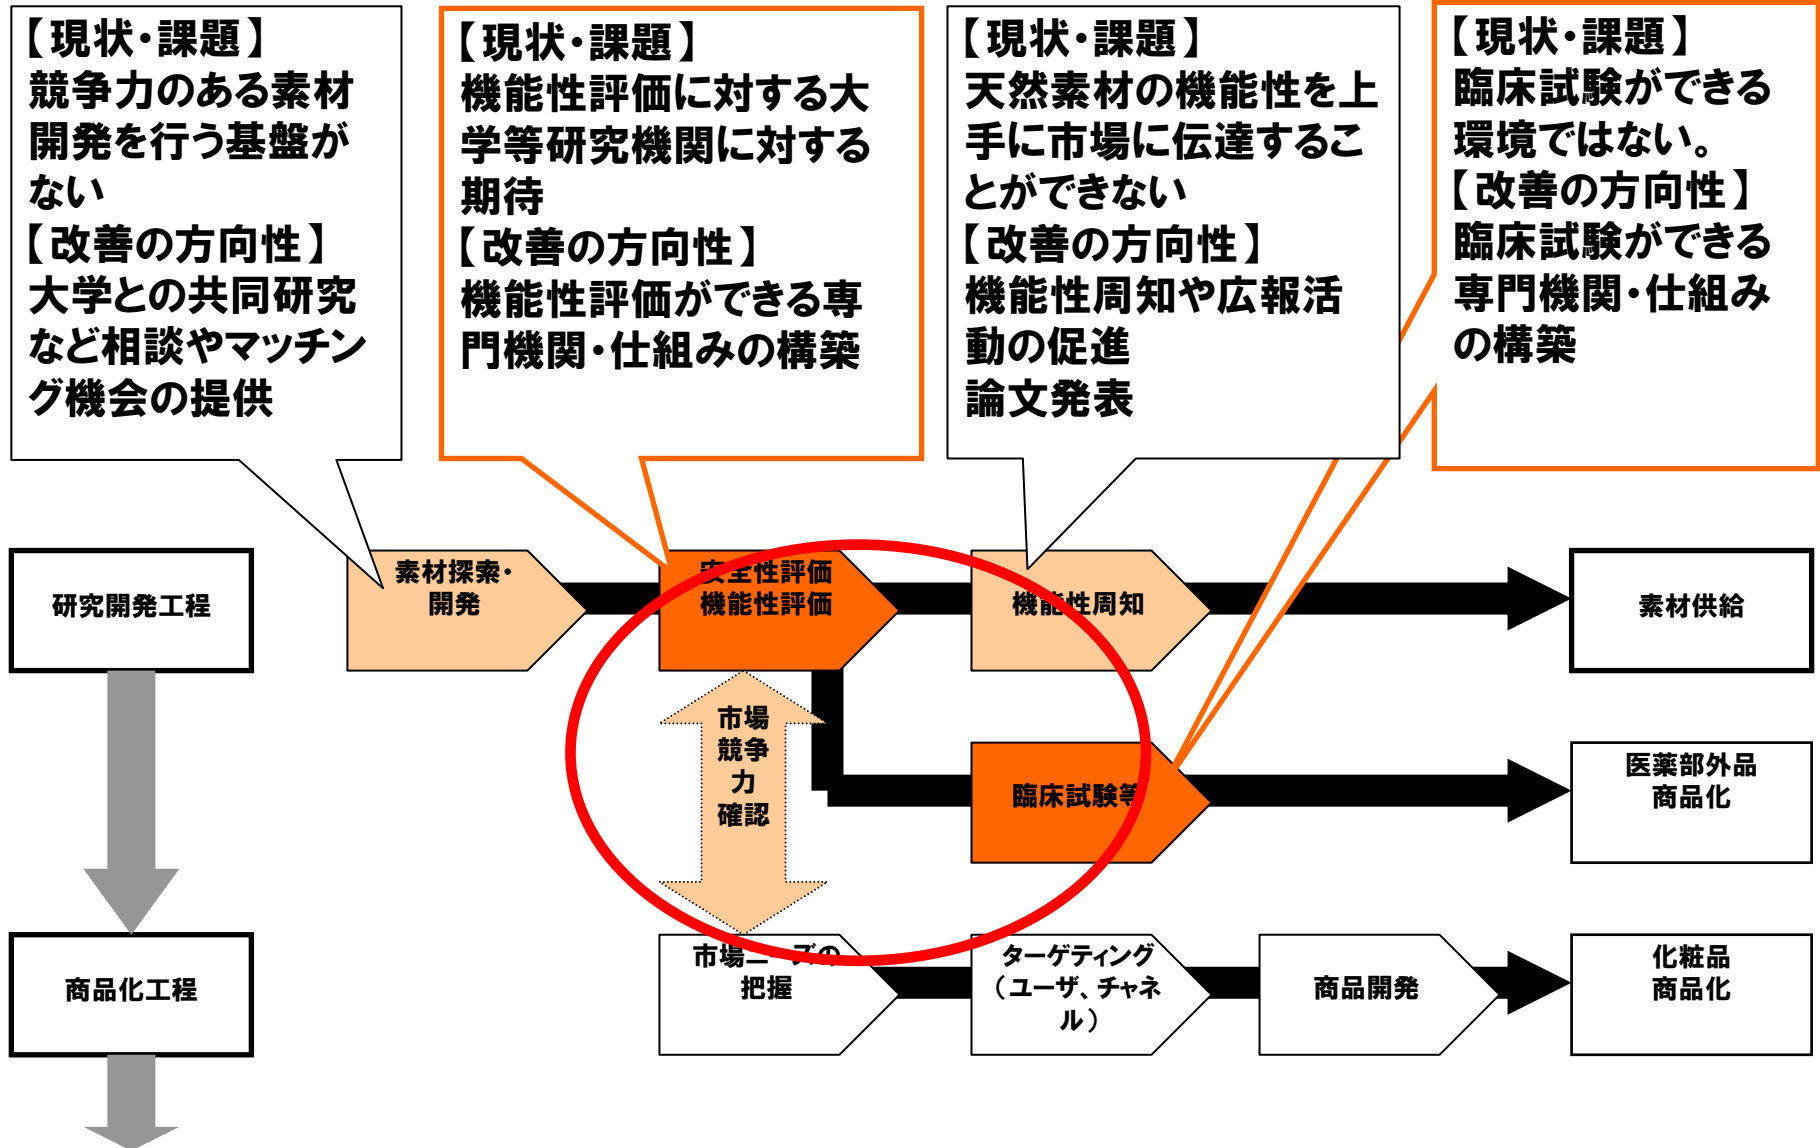 【現状・課題】
競争力のある素材
開発を行う基盤が
ない
【改善の方向性】
大学との共同研究
など相談やマッチン
グ機会の提供
【現状・課題】
機能性評価に対する大
学等研究機関に対する
期待
【改善の方向性】
機能性評価ができる専
門機関・仕組みの構築
【現状・課題】
天然素材の機能性を上
手に市場に伝達するこ
とができない
【改善の方向性】
機能性周知や広報活
動の促進
論文発表
【現状・課題】
臨床試験ができる
環境ではない。
【改善の方向性】
臨床試験ができる
専門機関・仕組み
の構築
研究開発工程
素材探索・
開発
安全性評価
機能性評価
機能性周知
素材供給
市場
競争
力
確認
臨床試験等
医薬部外品
商品化
商品化工程
市場ニーズの
把握
ターゲティング
（ユーザ、チャネ
ル）
商品開発
化粧品
商品化